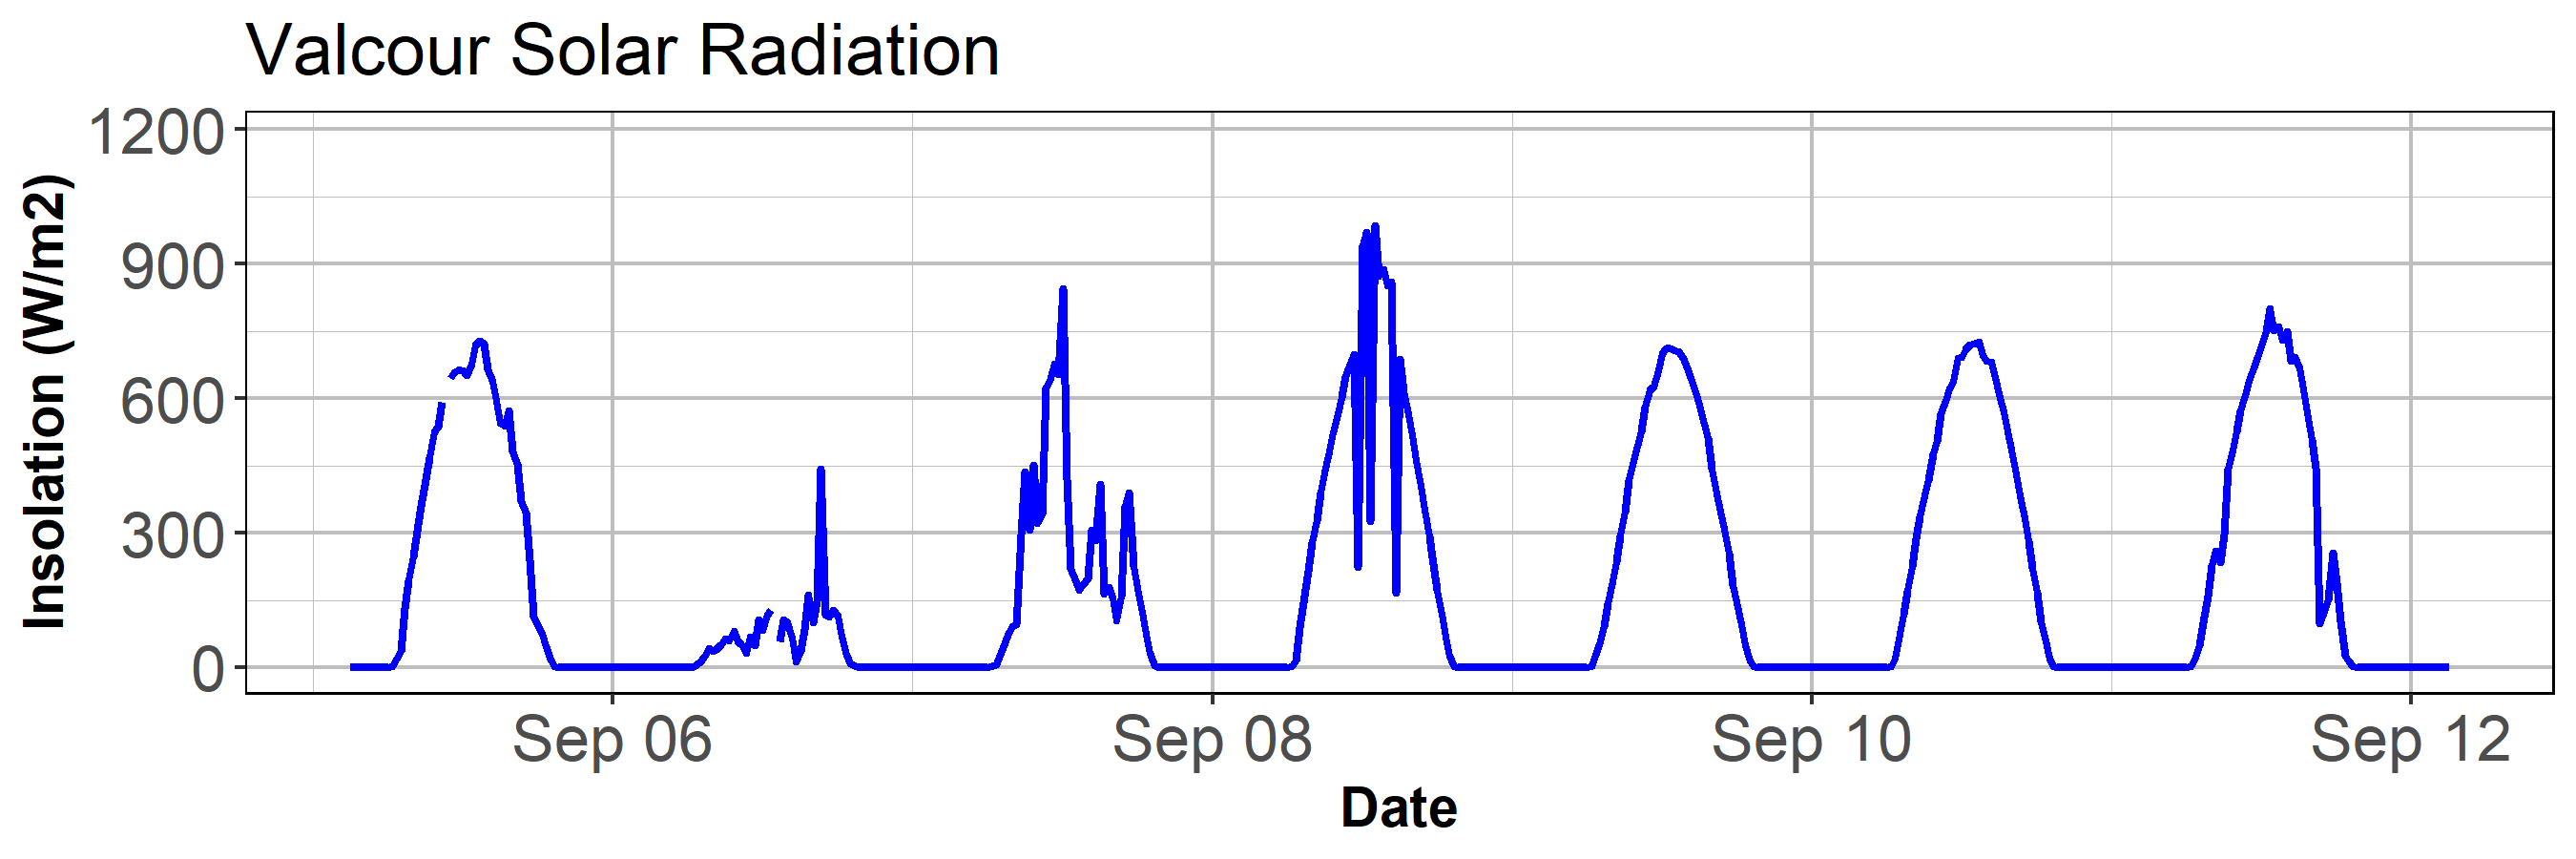 Valcour Solar Radiation
1200
900
600
300
0
Insolation (W/m2)
Sep 06
Sep 08
Sep 10
Sep 12
Date